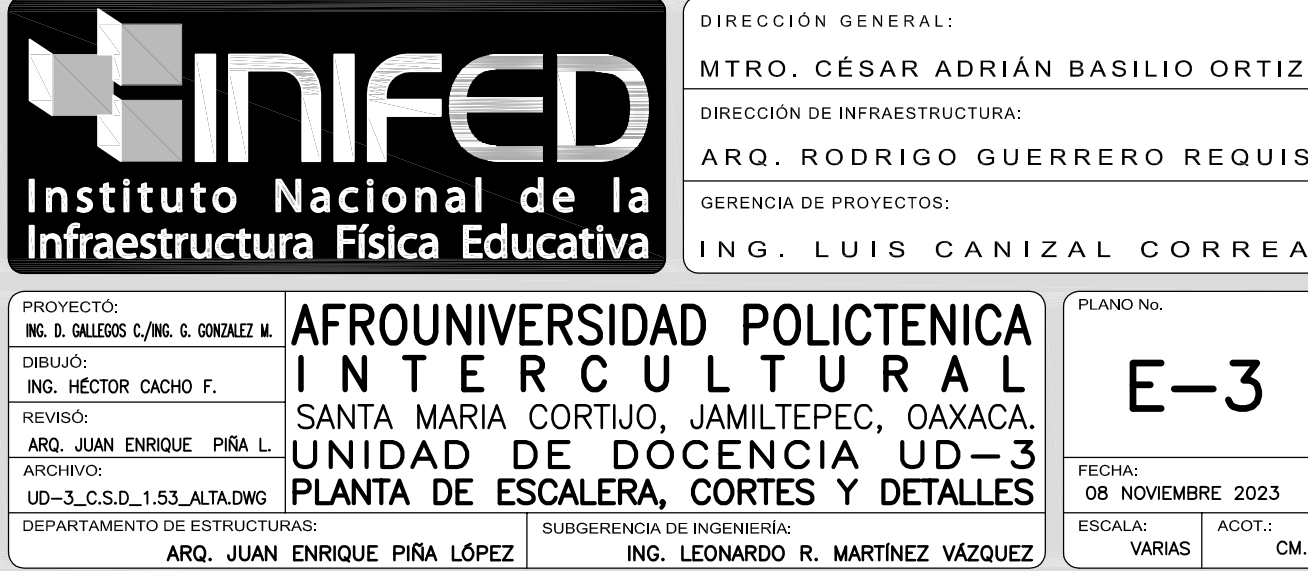 INIFED
Instituto Nacional de la
Infraestructura Física Educativa
DIRECCIÓN GENERAL:
MTRO. CÉSAR ADRIÁN BASILIO ORTIZ
DIRECCIÓN DE INFRAESTRUCTURA:
ARQ. RODRIGO GUERRERO REQUIS
GERENCIA DE PROYECTOS:
ING. LUIS CANIZAL CORREA
PROYECTÓ:
ING. D. GALLEGOS C./ING. G. GONZALEZ M.
DIBUJÓ:
ING. HÉCTOR CACHO F.
REVISÓ:
ARQ. JUAN ENRIQUE PIÑA L.
ARCHIVO:
UD-3_C.S.D_1.53_ALTA.DWG
AFROUNIVERSIDAD POLICTENICA
INTERCULTURAL
SANTA MARIA CORTIJO, JAMILTEPEC, OAXACA.
UNIDAD DE DOCENCIA UD-3
PLANTA DE ESCALERA, CORTES Y DETALLES
DEPARTAMENTO DE ESTRUCTURAS:
ARQ. JUAN ENRIQUE PIÑA LÓPEZ
SUBGERENCIA DE INGENIERÍA:
ING. LEONARDO R. MARTÍNEZ VÁZQUEZ
PLANO No.
E-3
FECHA:
08 NOVIEMBRE 2023
ESCALA:
VARIAS
ACOT.:
CM.